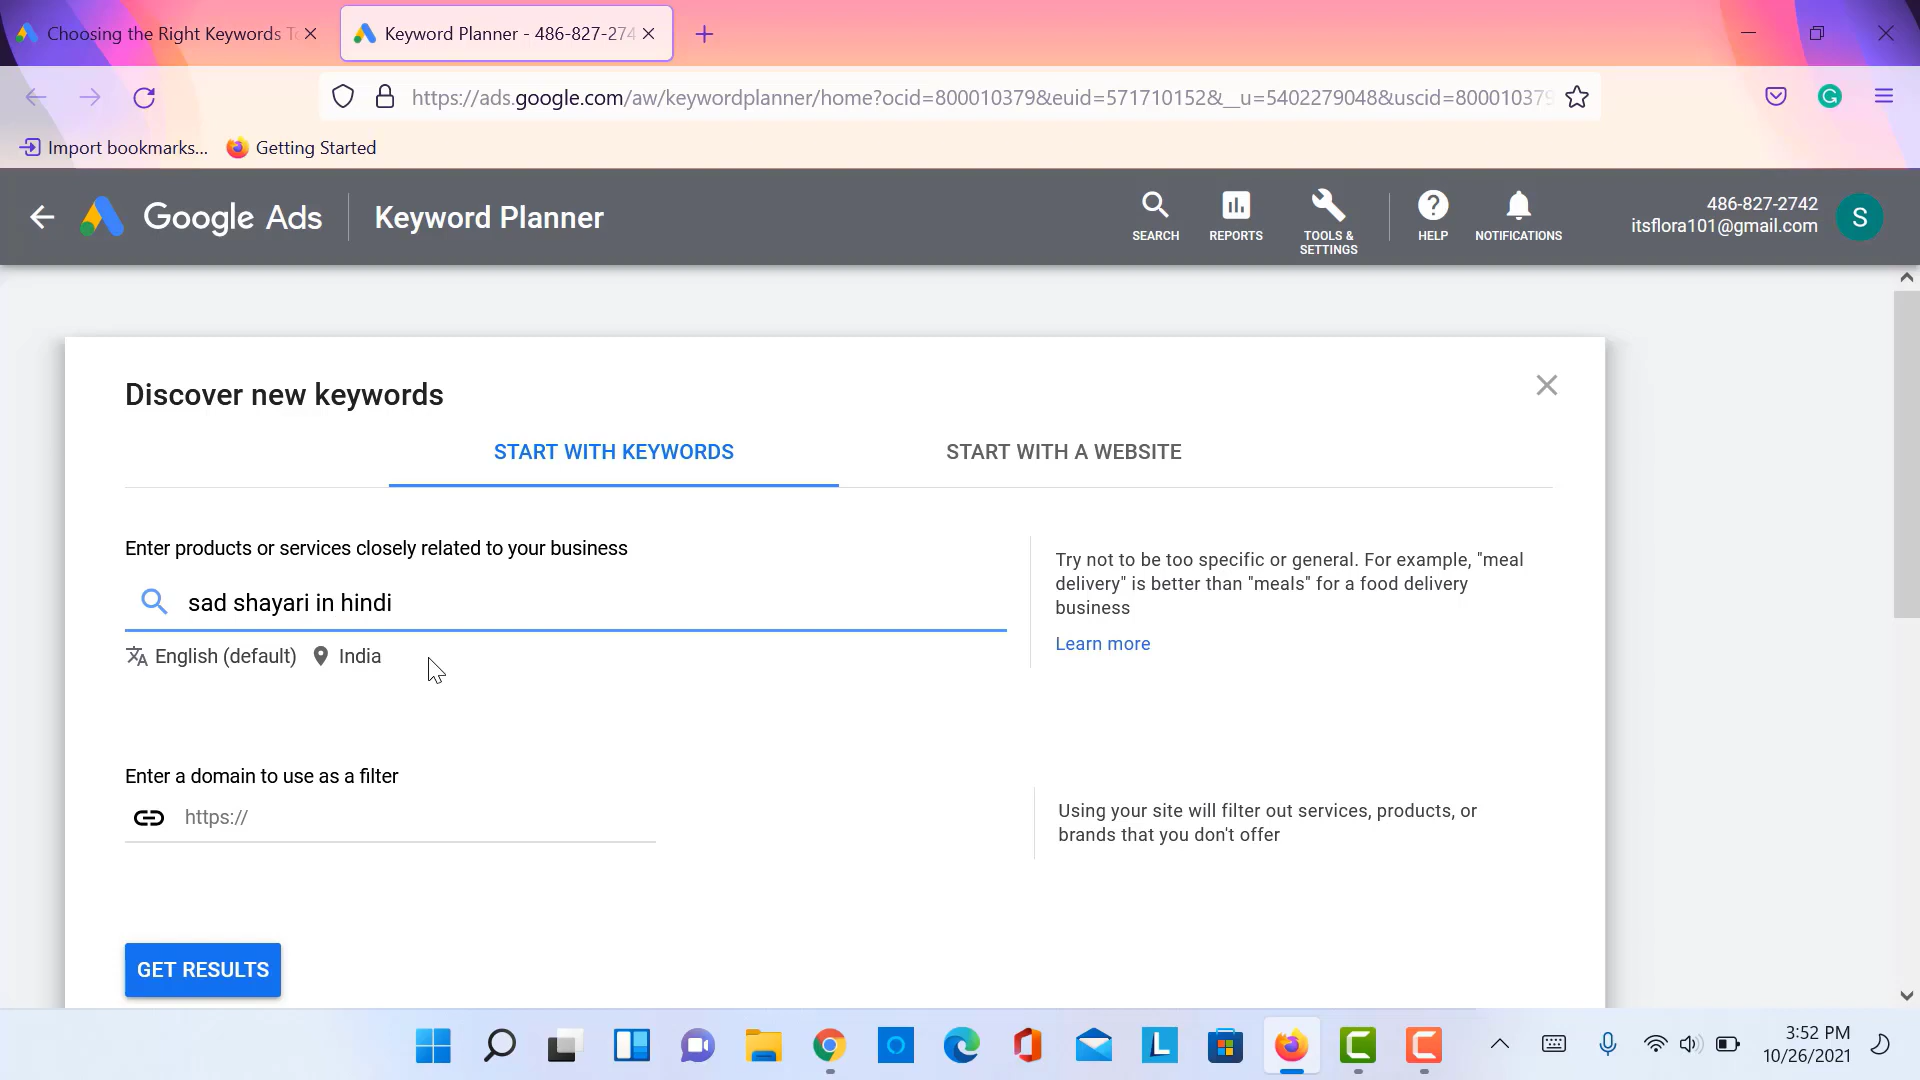 Choosing the Right Keywords To
Keyword Planner - 486-827-274
https://ads.google.com/aw/keywordplanner/home?ocid=800010379&euid=571710152&__u=5402279048&uscid=800010379
Import bookmarks...
Getting Started
Google Ads
Keyword Planner
SEARCH
REPORTS
TOOLS &
SETTINGS
HELP
NOTIFICATIONS
486-827-2742
itsflora101@gmail.com
S
Discover new keywords
START WITH KEYWORDS
START WITH A WEBSITE
Enter products or services closely related to your business
sad shayari in hindi
English (default)
India
Try not to be too specific or general. For example, "meal
delivery" is better than "meals" for a food delivery
business
Learn more
Enter a domain to use as a filter
https://
Using your site will filter out services, products, or
brands that you don't offer
GET RESULTS
3:52 PM
10/26/2021